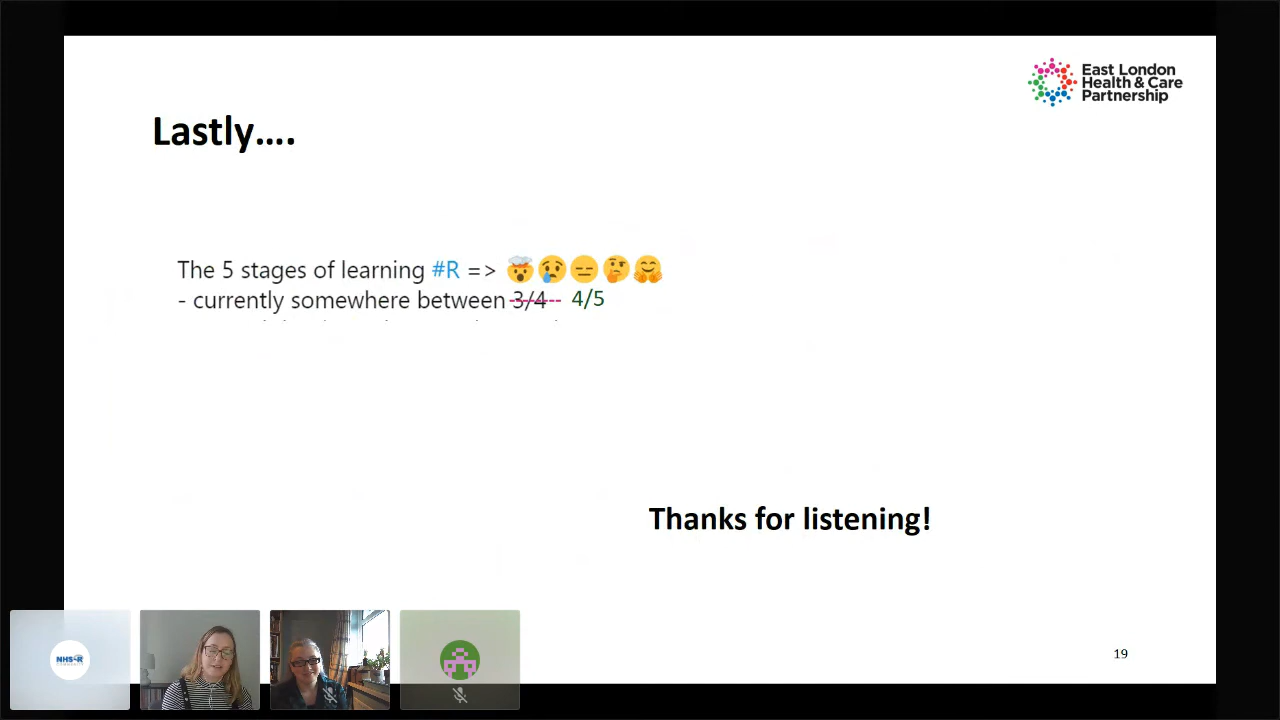 East London
Health & Care
Partnership
Lastly….
The 5 stages of learning #R => 🤯😢😑🤔🤗
- currently somewhere between 3/4 4/5
Thanks for listening!
19
NHS-R
COMMUNITY